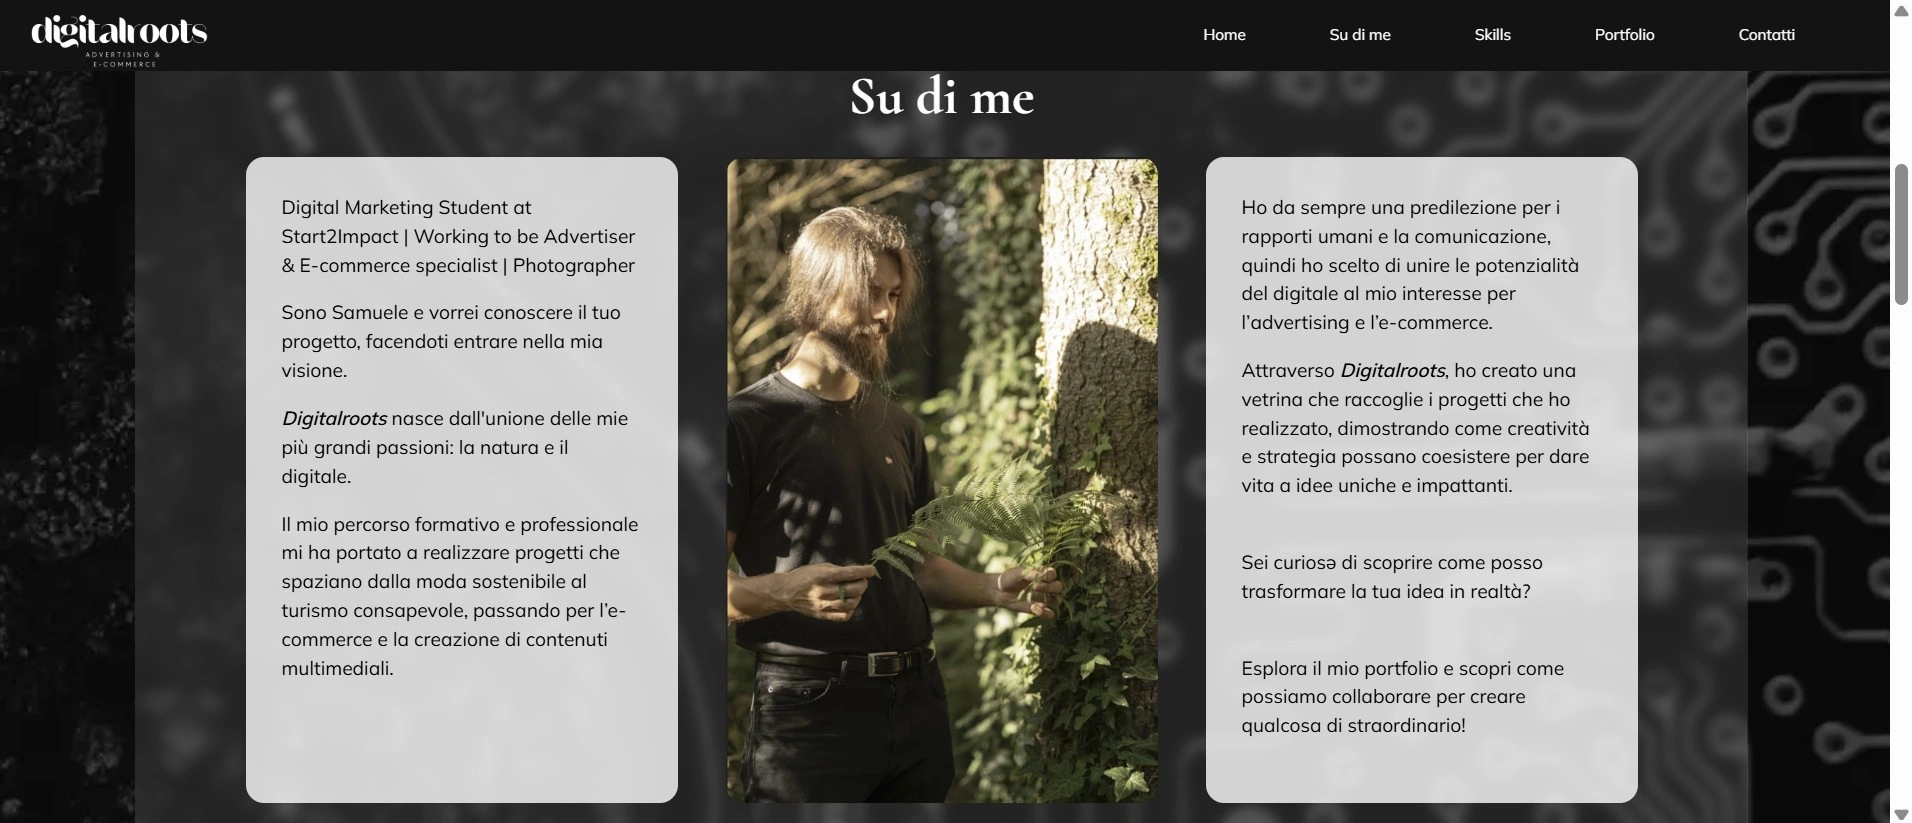 digitalroots
ADVERTISING &
E-COMMERCE
Home
Su di me
Skills
Portfolio
Contatti
Su di me
Digital Marketing Student at
Start2Impact | Working to be Advertiser
& E-commerce specialist | Photographer
Sono Samuele e vorrei conoscere il tuo
progetto, facendoti entrare nella mia
visione.
Digitalroots nasce dall'unione delle mie
più grandi passioni: la natura e il
digitale.
Il mio percorso formativo e professionale
mi ha portato a realizzare progetti che
spaziano dalla moda sostenibile al
turismo consapevole, passando per l’e-
commerce e la creazione di contenuti
multimediali.
Ho da sempre una predilezione per i
rapporti umani e la comunicazione,
quindi ho scelto di unire le potenzialità
del digitale al mio interesse per
l’advertising e l’e-commerce.
Attraverso Digitalroots, ho creato una
vetrina che raccoglie i progetti che ho
realizzato, dimostrando come creatività
e strategia possano coesistere per dare
vita a idee uniche e impattanti.
Sei curiosə di scoprire come posso
trasformare la tua idea in realtà?
Esplora il mio portfolio e scopri come
possiamo collaborare per creare
qualcosa di straordinario!